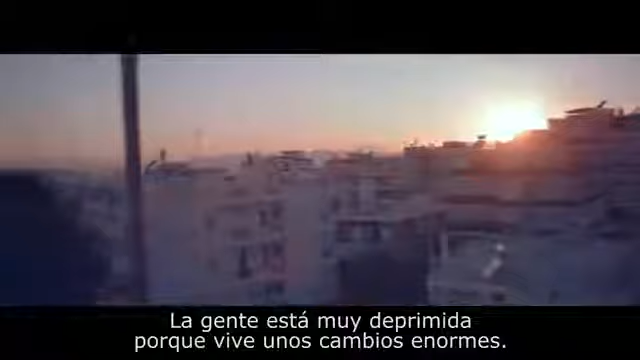 La gente está muy deprimida
porque vive unos cambios enormes.